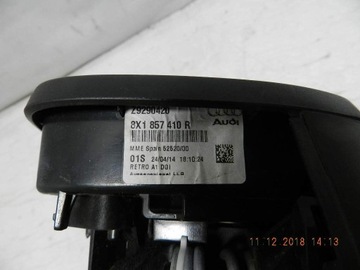 29290420
Audi
8X1 857 410 R
MME Spain 52520/00
01S 24/04/14 18:10:24
RETRO A1 DDI
11.12.2018 14:13